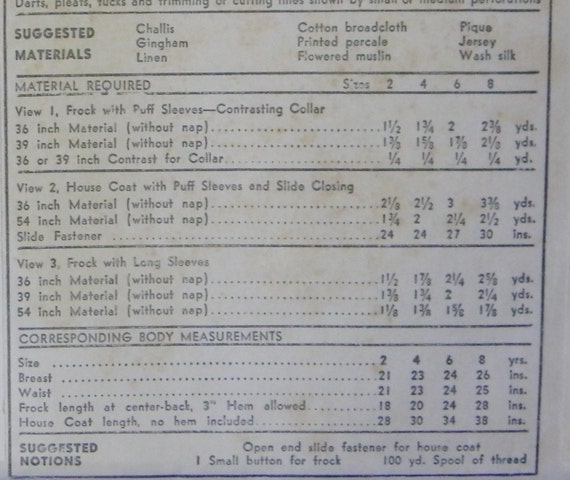 Darts, pleats, tucks and trimming or cutting lines shown by small or medium perforations
SUGGESTED MATERIALS
Challis Cotton broadcloth Pique
Gingham Printed percale Jersey
Linen Flowered muslin Wash silk
MATERIAL REQUIRED Sizes 2 4 6 8
View 1, Frock with Puff Sleeves—Contrasting Collar
36 inch Material (without nap) 1½ 1¾ 2 2⅜ yds.
39 inch Material (without nap) 1⅜ 1⅝ 1⅞ 2⅛ yds.
36 or 39 inch Contrast for Collar ¼ ¼ ¼ ¼ yd.
View 2, House Coat with Puff Sleeves and Slide Closing
36 inch Material (without nap) 2⅛ 2½ 3 3⅜ yds.
54 inch Material (without nap) 1¾ 2 2¼ 2½ yds.
Slide Fastener 24 24 27 30 ins.
View 3, Frock with Long Sleeves
36 inch Material (without nap) 1½ 1⅞ 2¼ 2⅝ yds.
39 inch Material (without nap) 1⅜ 1¾ 2 2¼ yds.
54 inch Material (without nap) 1⅛ 1⅜ 1⅝ 1⅞ yds.
CORRESPONDING BODY MEASUREMENTS
Size 2 4 6 8 yrs.
Breast 21 23 24 26 ins.
Waist 21 23 24 25 ins.
Frock length at center-back, 3" Hem allowed 18 20 24 28 ins.
House Coat length, no hem included 28 30 34 38 ins.
SUGGESTED NOTIONS
Open end slide fastener for house coat
1 Small button for frock 100 yd. Spool of thread